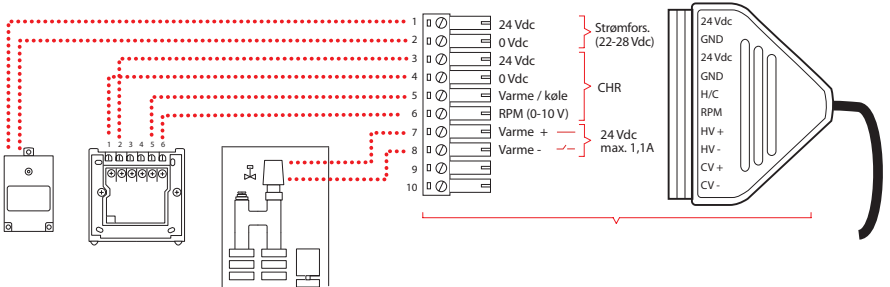 1 24 Vdc
2 0 Vdc
3 24 Vdc
4 0 Vdc
5 Varme / køle
6 RPM (0-10 V)
7 Varme +
8 Varme -
9
10
Strømfors.
(22-28 Vdc)
CHR
24 Vdc
max. 1,1A
1 2 3 4 5 6
24 Vdc
GND
24 Vdc
GND
H/C
RPM
HV +
HV -
CV +
CV -